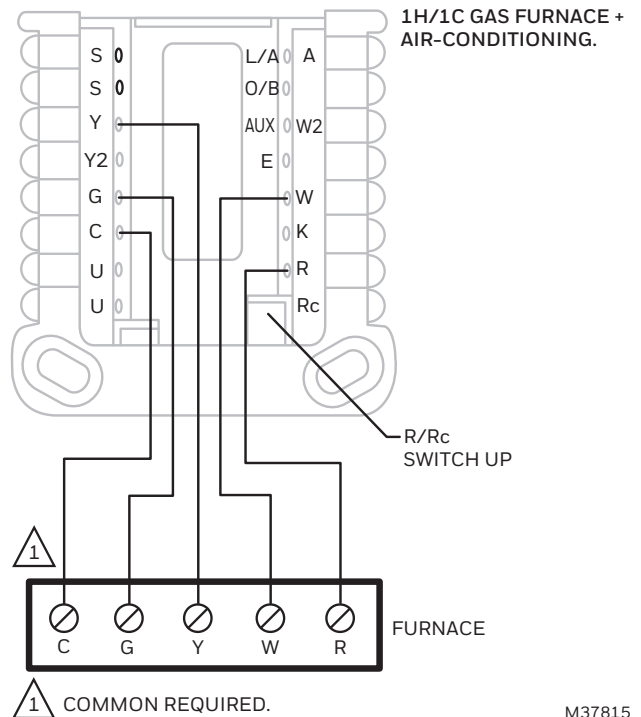 1H/1C GAS FURNACE +
AIR-CONDITIONING.
S
S
Y
Y2
G
C
U
U
L/A A
O/B
AUX W2
E
W
K
R
Rc
R/Rc
SWITCH UP
1
C G Y W R
FURNACE
1 COMMON REQUIRED.
M37815